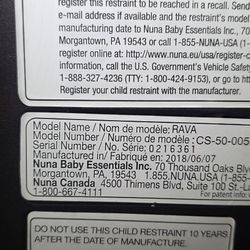 register this restraint to be reached in a recall. Send
e-mail address if available and the restraint's model
manufacturing date to Nuna Baby Essentials Inc., 70
Morgantown, PA 19543 or call 1-855-NUNA-USA (1
register online at: http://www.nuna.eu/usa/register-c
information, call the U.S. Government's Vehicle Safety
1-888-327-4236 (TTY: 1-800-424-9153), or go to http
Register your child restraint with the manufacturer.
Model Name / Nom de modèle: RAVA
Model Number / Numéro de modèle : CS-50-005
Serial Number / No. Série: 0216361
Manufactured in / Fabriqué en: 2018/06/07
Nuna Baby Essentials Inc. 70 Thousand Oaks Blv
Morgantown, PA 19543 1.855.NUNA.USA (1.855.
Nuna Canada 4500 Thimens Blvd, Suite 100 St.-La
1-800-667-4111
For patent info
DO NOT USE THIS CHILD RESTRAINT 10 YEARS
AFTER THE DATE OF MANUFACTURE.